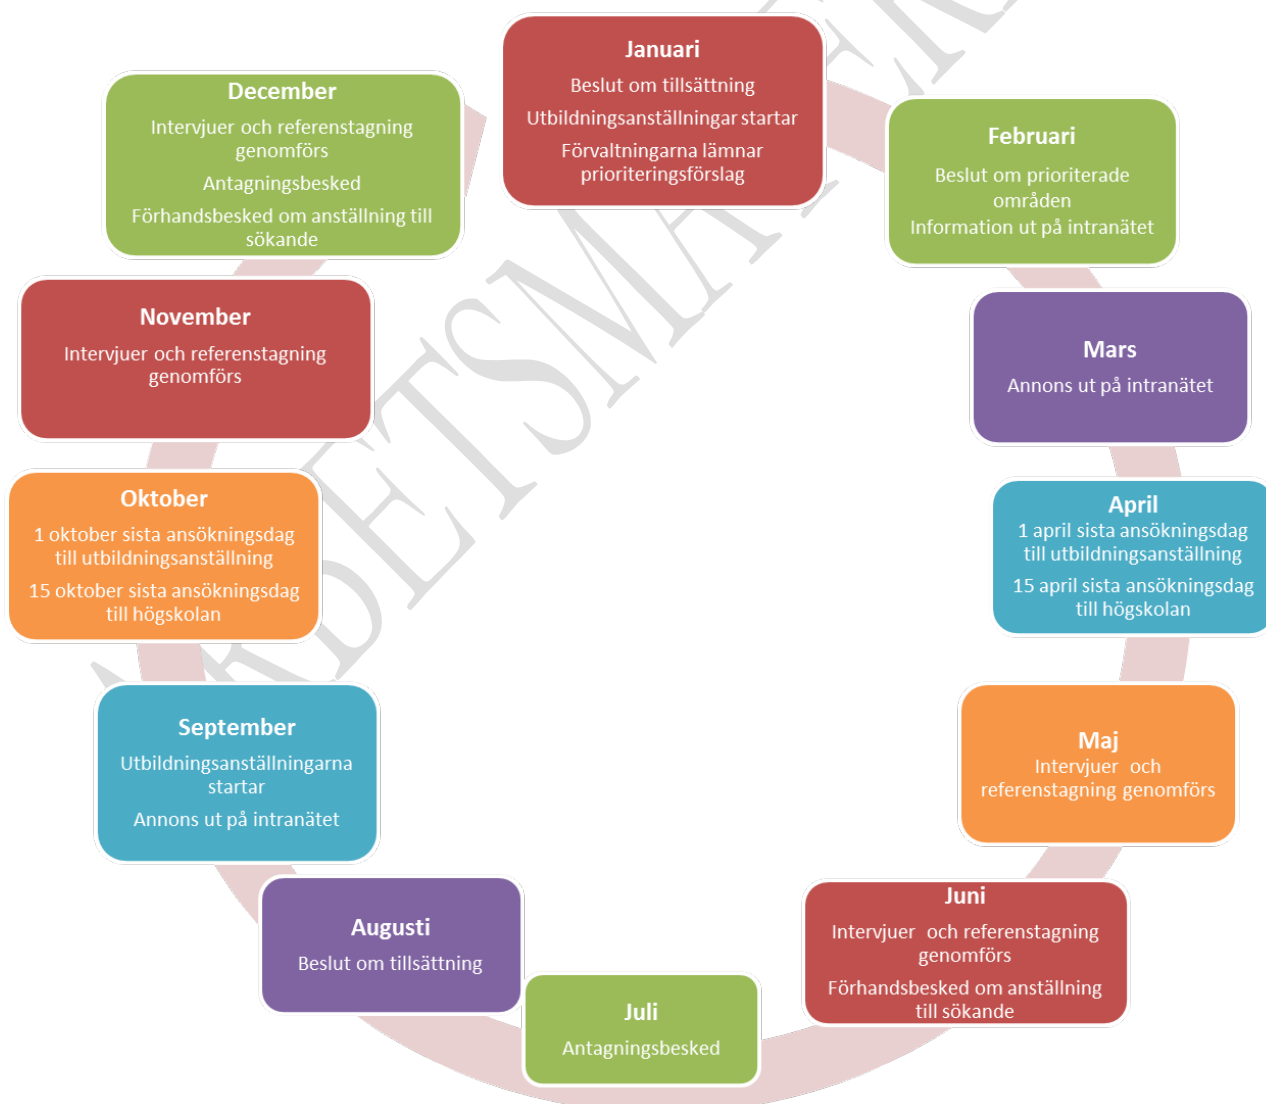 Januari
Beslut om tillsättning
Utbildningsanställningar startar
Förvaltningarna lämnar
prioriteringsförslag
Februari
Beslut om prioriterade
områden
Information ut på intranätet
Mars
Annons ut på intranätet
April
1 april sista ansökningsdag
till utbildningsanställning
15 april sista ansökningsdag
till högskolan
Maj
Intervjuer och
referenstagning genomförs
Juni
Intervjuer och referenstagning
genomförs
Förhandsbesked om anställning
till sökande
Juli
Antagningsbesked
Augusti
Beslut om tillsättning
September
Utbildningsanställningarna
startar
Annons ut på intranätet
Oktober
1 oktober sista ansökningsdag
till utbildningsanställning
15 oktober sista ansökningsdag
till högskolan
November
Intervjuer och referenstagning
genomförs
December
Intervjuer och referenstagning
genomförs
Antagningsbesked
Förhandsbesked om anställning till
sökande